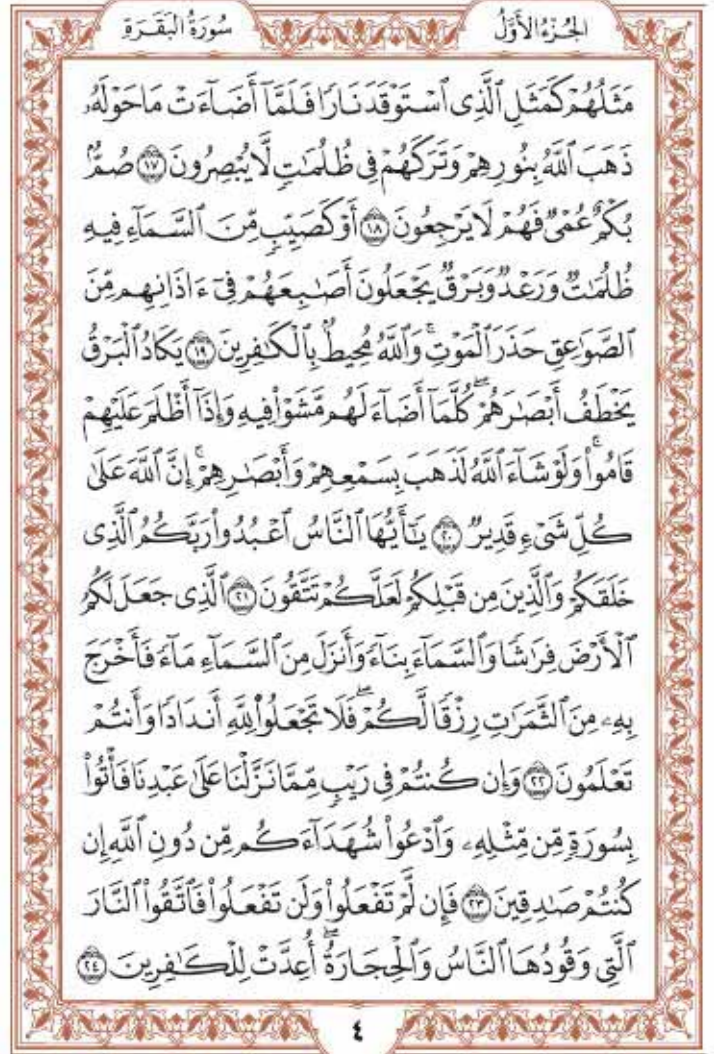 سُورَةُ الْبَقَرَةِ
الجُزْءُ الأَوَّلُ
مَثَلُهُمْ كَمَثَلِ ٱلَّذِى ٱسْتَوْقَدَ نَارًا فَلَمَّآ أَضَآءَتْ مَا حَوْلَهُۥ
ذَهَبَ ٱللَّهُ بِنُورِهِمْ وَتَرَكَهُمْ فِى ظُلُمَـٰتٍ لَّا يُبْصِرُونَ ١٧ صُمٌّۢ
بُكْمٌ عُمْىٌ فَهُمْ لَا يَرْجِعُونَ ١٨ أَوْ كَصَيِّبٍ مِّنَ ٱلسَّمَآءِ فِيهِ
ظُلُمَـٰتٌ وَرَعْدٌ وَبَرْقٌ يَجْعَلُونَ أَصَـٰبِعَهُمْ فِىٓ ءَاذَانِهِم مِّنَ
ٱلصَّوَٰعِقِ حَذَرَ ٱلْمَوْتِ ۚ وَٱللَّهُ مُحِيطٌۢ بِٱلْكَـٰفِرِينَ ١٩ يَكَادُ ٱلْبَرْقُ
يَخْطَفُ أَبْصَـٰرَهُمْ ۖ كُلَّمَآ أَضَآءَ لَهُم مَّشَوْا۟ فِيهِ وَإِذَآ أَظْلَمَ عَلَيْهِمْ
قَامُوا۟ ۚ وَلَوْ شَآءَ ٱللَّهُ لَذَهَبَ بِسَمْعِهِمْ وَأَبْصَـٰرِهِمْ ۚ إِنَّ ٱللَّهَ عَلَىٰ
كُلِّ شَىْءٍ قَدِيرٌ ٢٠ يَـٰٓأَيُّهَا ٱلنَّاسُ ٱعْبُدُوا۟ رَبَّكُمُ ٱلَّذِى
خَلَقَكُمْ وَٱلَّذِينَ مِن قَبْلِكُمْ لَعَلَّكُمْ تَتَّقُونَ ٢١ ٱلَّذِى جَعَلَ لَكُمُ
ٱلْأَرْضَ فِرَٰشًا وَٱلسَّمَآءَ بِنَآءً وَأَنزَلَ مِنَ ٱلسَّمَآءِ مَآءً فَأَخْرَجَ
بِهِۦ مِنَ ٱلثَّمَرَٰتِ رِزْقًا لَّكُمْ ۖ فَلَا تَجْعَلُوا۟ لِلَّهِ أَندَادًا وَأَنتُمْ
تَعْلَمُونَ ٢٢ وَإِن كُنتُمْ فِى رَيْبٍ مِّمَّا نَزَّلْنَا عَلَىٰ عَبْدِنَا فَأْتُوا۟
بِسُورَةٍ مِّن مِّثْلِهِۦ وَٱدْعُوا۟ شُهَدَآءَكُم مِّن دُونِ ٱللَّهِ إِن
كُنتُمْ صَـٰدِقِينَ ٢٣ فَإِن لَّمْ تَفْعَلُوا۟ وَلَن تَفْعَلُوا۟ فَٱتَّقُوا۟ ٱلنَّارَ
ٱلَّتِى وَقُودُهَا ٱلنَّاسُ وَٱلْحِجَارَةُ ۖ أُعِدَّتْ لِلْكَـٰفِرِينَ ٢٤
٤